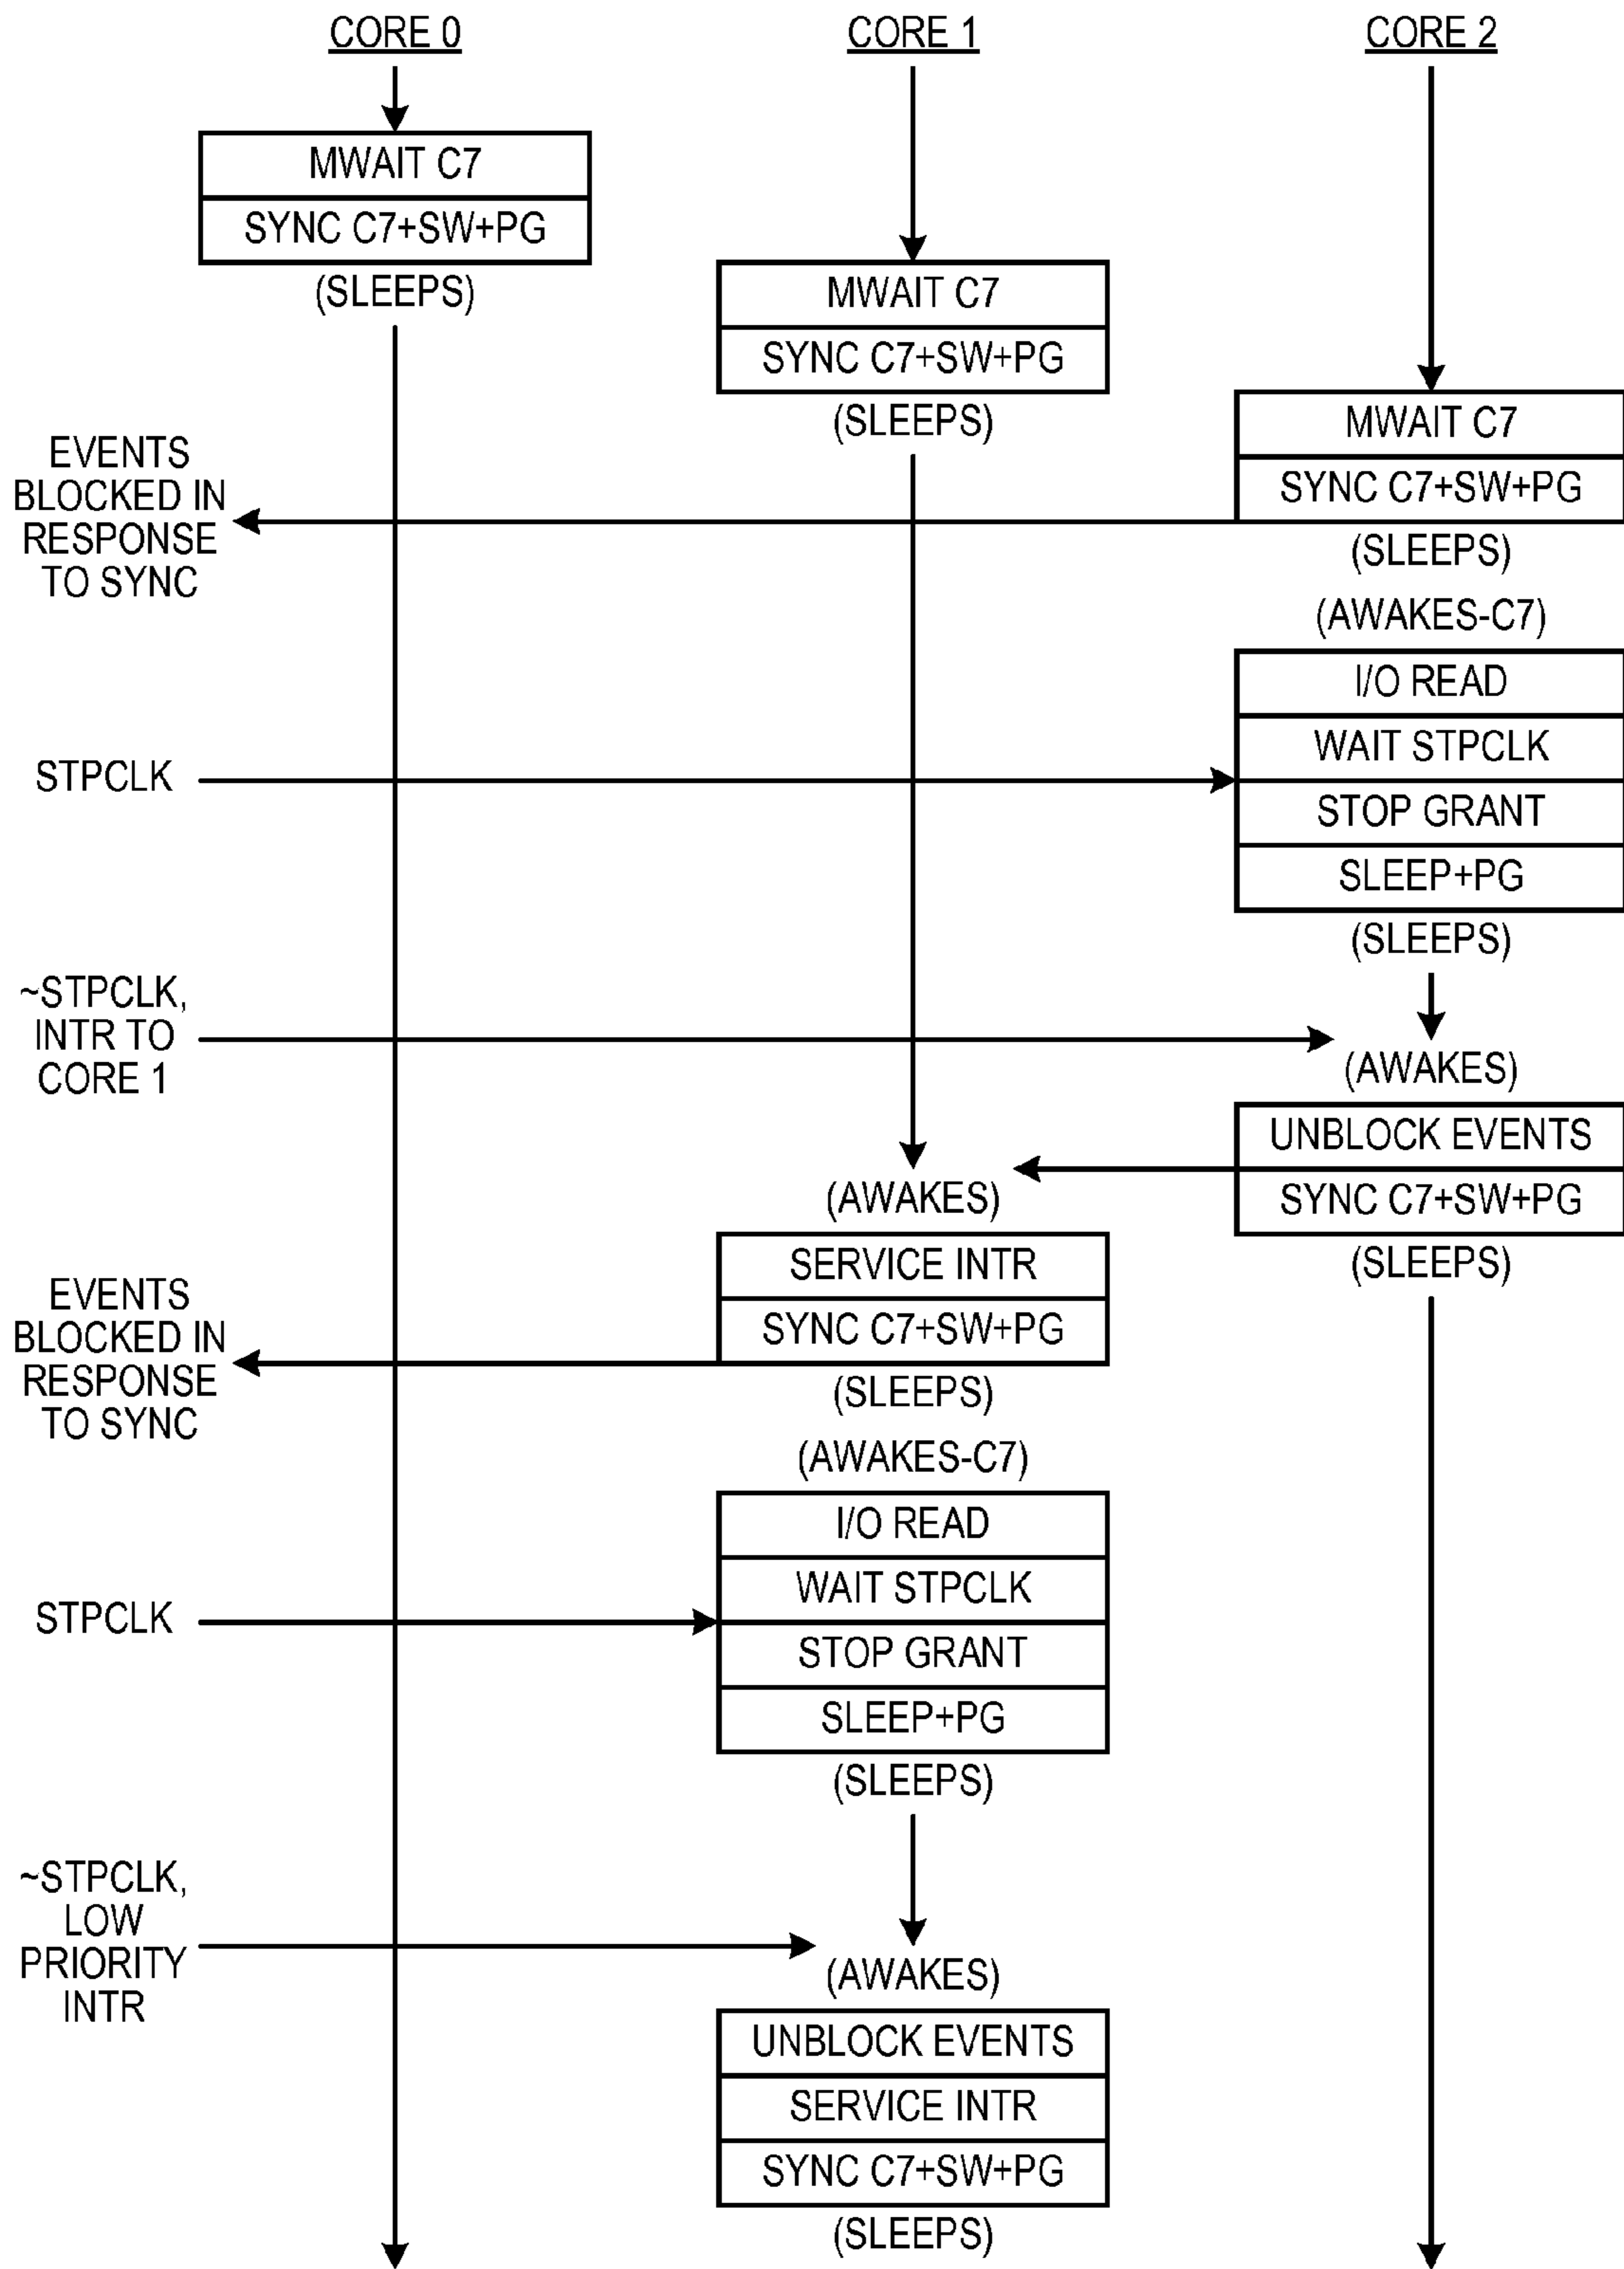 CORE 0
CORE 1
CORE 2
MWAIT C7
SYNC C7+SW+PG
(SLEEPS)
MWAIT C7
SYNC C7+SW+PG
(SLEEPS)
MWAIT C7
SYNC C7+SW+PG
(SLEEPS)
EVENTS
BLOCKED IN
RESPONSE
TO SYNC
(AWAKES-C7)
I/O READ
WAIT STPCLK
STOP GRANT
SLEEP+PG
(SLEEPS)
STPCLK
~STPCLK,
INTR TO
CORE 1
(AWAKES)
UNBLOCK EVENTS
SYNC C7+SW+PG
(SLEEPS)
(AWAKES)
SERVICE INTR
SYNC C7+SW+PG
(SLEEPS)
EVENTS
BLOCKED IN
RESPONSE
TO SYNC
(AWAKES-C7)
I/O READ
WAIT STPCLK
STOP GRANT
SLEEP+PG
(SLEEPS)
STPCLK
~STPCLK,
LOW
PRIORITY
INTR
(AWAKES)
UNBLOCK EVENTS
SERVICE INTR
SYNC C7+SW+PG
(SLEEPS)